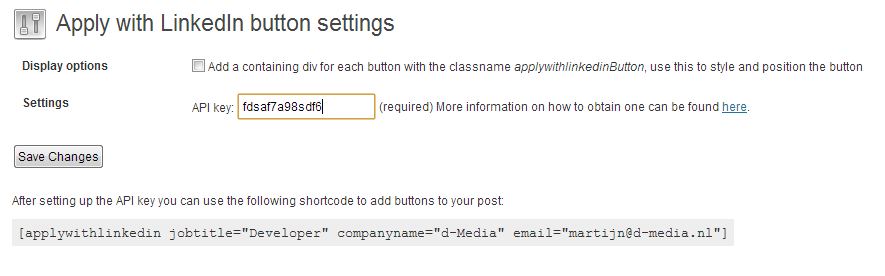 Apply with LinkedIn button settings
Display options Add a containing div for each button with the classname applywithlinkedinButton, use this to style and position the button
Settings API key: fdsaf7a98sdf6 (required) More information on how to obtain one can be found here.
Save Changes
After setting up the API key you can use the following shortcode to add buttons to your post:
[applywithlinkedin jobtitle="Developer" companyname="d-Media" email="martijn@d-media.nl"]